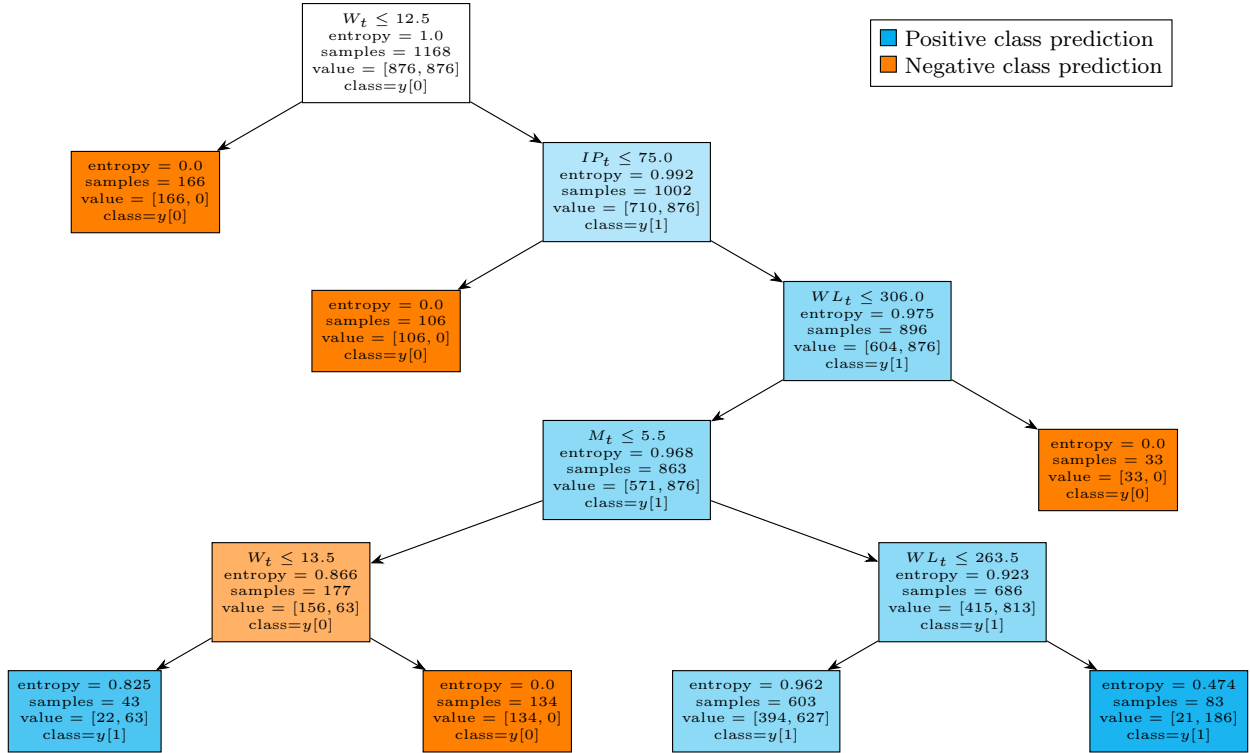 W_t ≤ 12.5
entropy = 1.0
samples = 1168
value = [876, 876]
class=y[0]
Positive class prediction
Negative class prediction
entropy = 0.0
samples = 166
value = [166, 0]
class=y[0]
IP_t ≤ 75.0
entropy = 0.992
samples = 1002
value = [710, 876]
class=y[1]
entropy = 0.0
samples = 106
value = [106, 0]
class=y[0]
WL_t ≤ 306.0
entropy = 0.975
samples = 896
value = [604, 876]
class=y[1]
M_t ≤ 5.5
entropy = 0.968
samples = 863
value = [571, 876]
class=y[1]
entropy = 0.0
samples = 33
value = [33, 0]
class=y[0]
W_t ≤ 13.5
entropy = 0.866
samples = 177
value = [156, 63]
class=y[0]
WL_t ≤ 263.5
entropy = 0.923
samples = 686
value = [415, 813]
class=y[1]
entropy = 0.825
samples = 43
value = [22, 63]
class=y[1]
entropy = 0.0
samples = 134
value = [134, 0]
class=y[0]
entropy = 0.962
samples = 603
value = [394, 627]
class=y[1]
entropy = 0.474
samples = 83
value = [21, 186]
class=y[1]